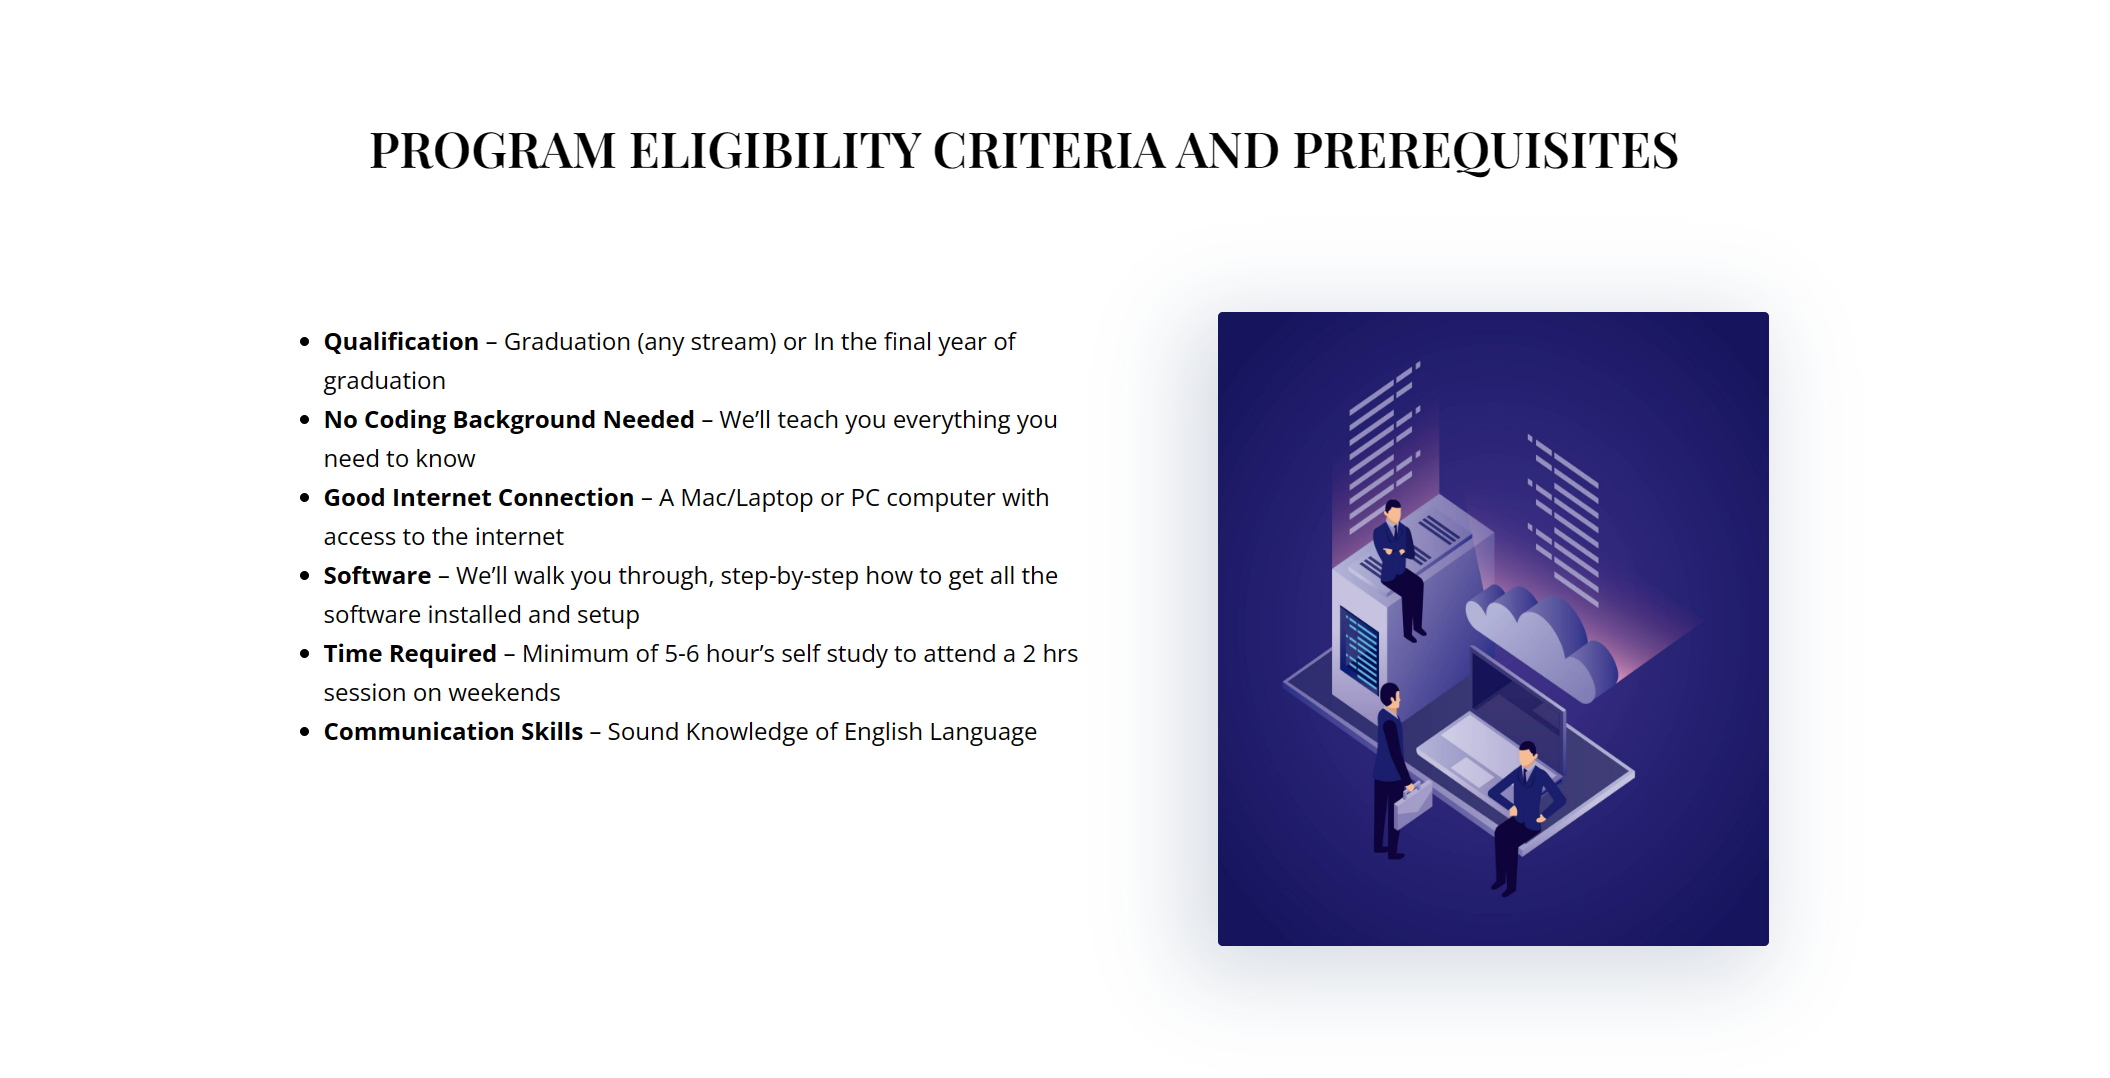 PROGRAM ELIGIBILITY CRITERIA AND PREREQUISITES
• Qualification – Graduation (any stream) or In the final year of
graduation
• No Coding Background Needed – We’ll teach you everything you
need to know
• Good Internet Connection – A Mac/Laptop or PC computer with
access to the internet
• Software – We’ll walk you through, step-by-step how to get all the
software installed and setup
• Time Required – Minimum of 5-6 hour’s self study to attend a 2 hrs
session on weekends
• Communication Skills – Sound Knowledge of English Language